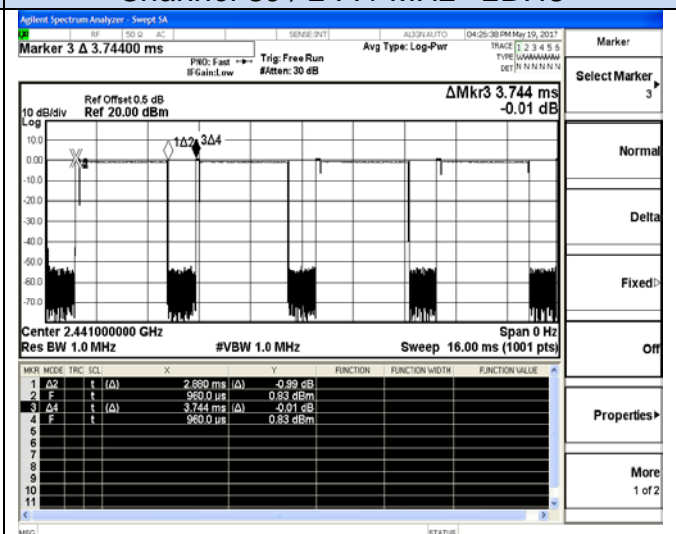 Agilent Spectrum Analyzer - Swept SA
RF 50 Ω AC SENSE:INT ALIGN AUTO 04:26:38 PM May 19, 2017
Marker 3 Δ 3.74400 ms
PNO: Fast Trig: Free Run Avg Type: Log-Pwr TRACE 1 2 3 4 5 6
IFGain:Low #Atten: 30 dB TYPE
DET N N N N N N
Ref Offset 0.5 dB ΔMkr3 3.744 ms
10 dB/div Ref 20.00 dBm -0.01 dB
Log
1Δ2 3Δ4
10.0
0.00
-10.0
-20.0
-30.0
-40.0
-50.0
-60.0
-70.0
Center 2.441000000 GHz Span 0 Hz
Res BW 1.0 MHz #VBW 1.0 MHz Sweep 16.00 ms (1001 pts)
MKR MODE TRC SCL X Y FUNCTION FUNCTION WIDTH FUNCTION VALUE
1 Δ2 t (Δ) 2.880 ms (Δ) -0.99 dB
2 F t 960.0 µs 0.83 dBm
3 Δ4 t (Δ) 3.744 ms (Δ) -0.01 dB
4 F t 960.0 µs 0.83 dBm
5
6
7
8
9
10
11
MSG STATUS
Marker
Select Marker
3
Normal
Delta
Fixed
Off
Properties
More
1 of 2